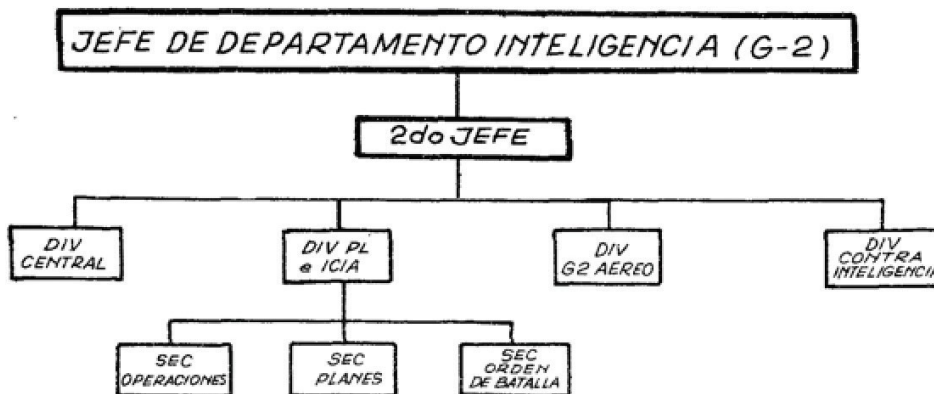 JEFE DE DEPARTAMENTO INTELIGENCIA (G-2)
2do JEFE
DIV
CENTRAL
DIV PL
e ICIA
DIV
G2 AEREO
DIV
CONTRA
INTELIGENCIA
SEC
OPERACIONES
SEC
PLANES
SEC
ORDEN
DE BATALLA